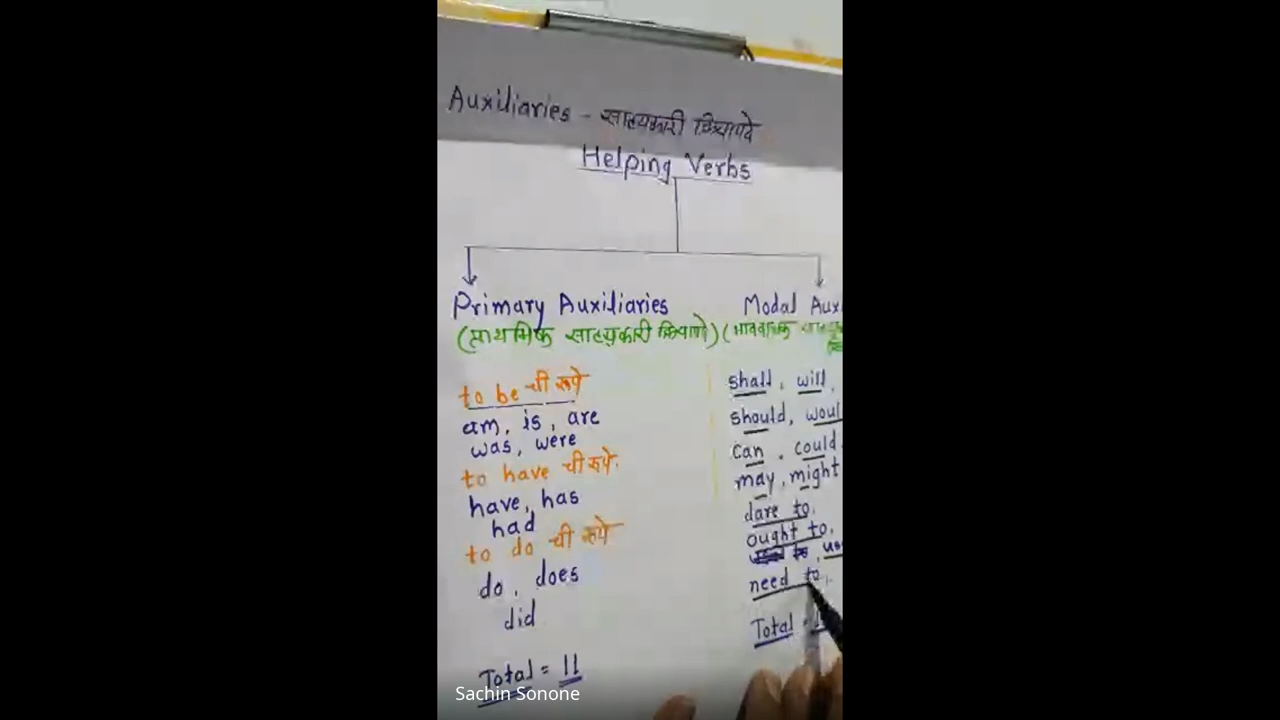 Auxiliaries - साहय्यकारी क्रियापदे
Helping Verbs
Primary Auxiliaries
(प्राथमिक साहय्यकारी क्रियापदे)
to be ची रूपे
am, is, are
was, were
to have ची रूपे.
have, has
had
to do ची रूपे
do, does
did
Total = 11
Modal
shall, will,
should,
can, could
may, might
dare to,
ought to,
need to,
Total
Sachin Sonone